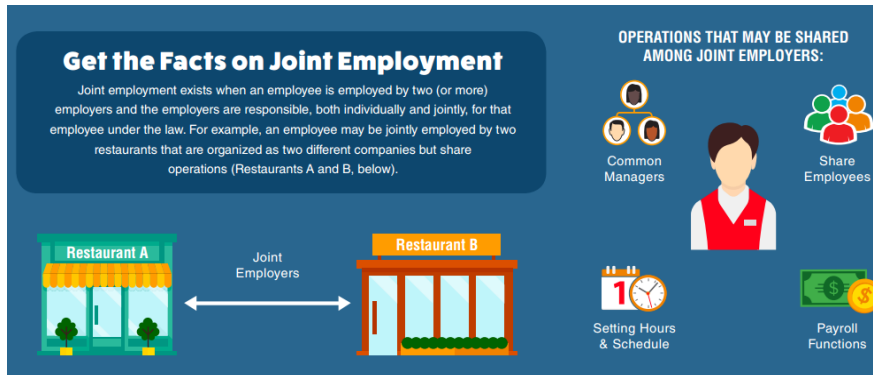 Get the Facts on Joint Employment
Joint employment exists when an employee is employed by two (or more)
employers and the employers are responsible, both individually and jointly, for that
employee under the law. For example, an employee may be jointly employed by two
restaurants that are organized as two different companies but share
operations (Restaurants A and B, below).
Restaurant A
Joint
Employers
Restaurant B
OPERATIONS THAT MAY BE SHARED
AMONG JOINT EMPLOYERS:
Common
Managers
Share
Employees
1
Setting Hours
& Schedule
$
$
Payroll
Functions